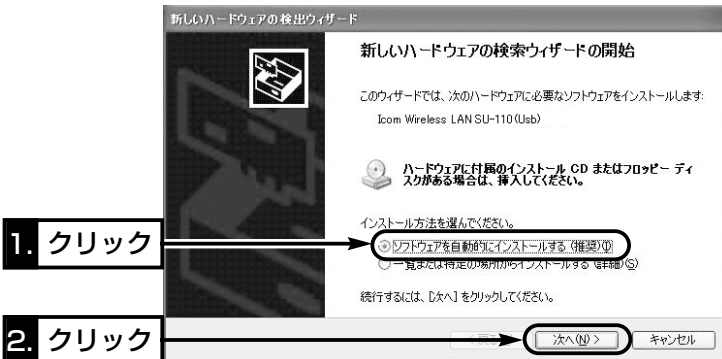 新しいハードウェアの検出ウィザード
新しいハードウェアの検索ウィザードの開始
このウィザードでは、次のハードウェアに必要なソフトウェアをインストールします:
Icom Wireless LAN SU-110(Usb)
ハードウェアに付属のインストール CD またはフロッピー ディ
スクがある場合は、挿入してください。
インストール方法を選んでください。
1. クリック
ソフトウェアを自動的にインストールする (推奨)(I)
一覧または特定の場所からインストールする (詳細)(S)
続行するには、[次へ] をクリックしてください。
2. クリック
< 戻る
次へ(N) >
キャンセル